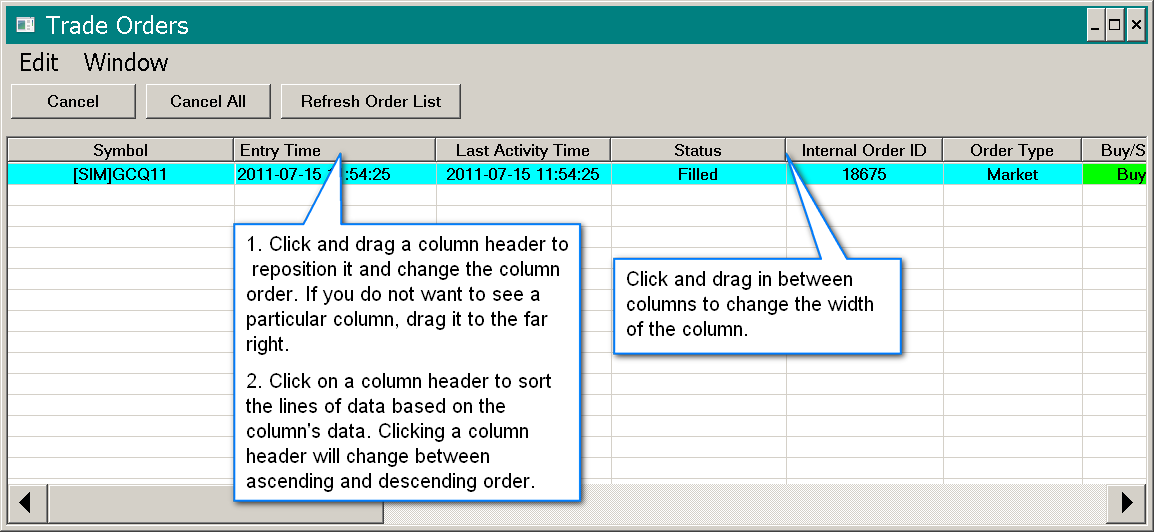 Trade Orders
Edit Window
Cancel Cancel All Refresh Order List
Symbol Entry Time Last Activity Time Status Internal Order ID Order Type Buy/S
[SIM]GCQ11 2011-07-15 :54:25 2011-07-15 11:54:25 Filled 18675 Market Buy
1. Click and drag a column header to
reposition it and change the column
order. If you do not want to see a
particular column, drag it to the far
right.
2. Click on a column header to sort
the lines of data based on the
column's data. Clicking a column
header will change between
ascending and descending order.
Click and drag in between
columns to change the width
of the column.